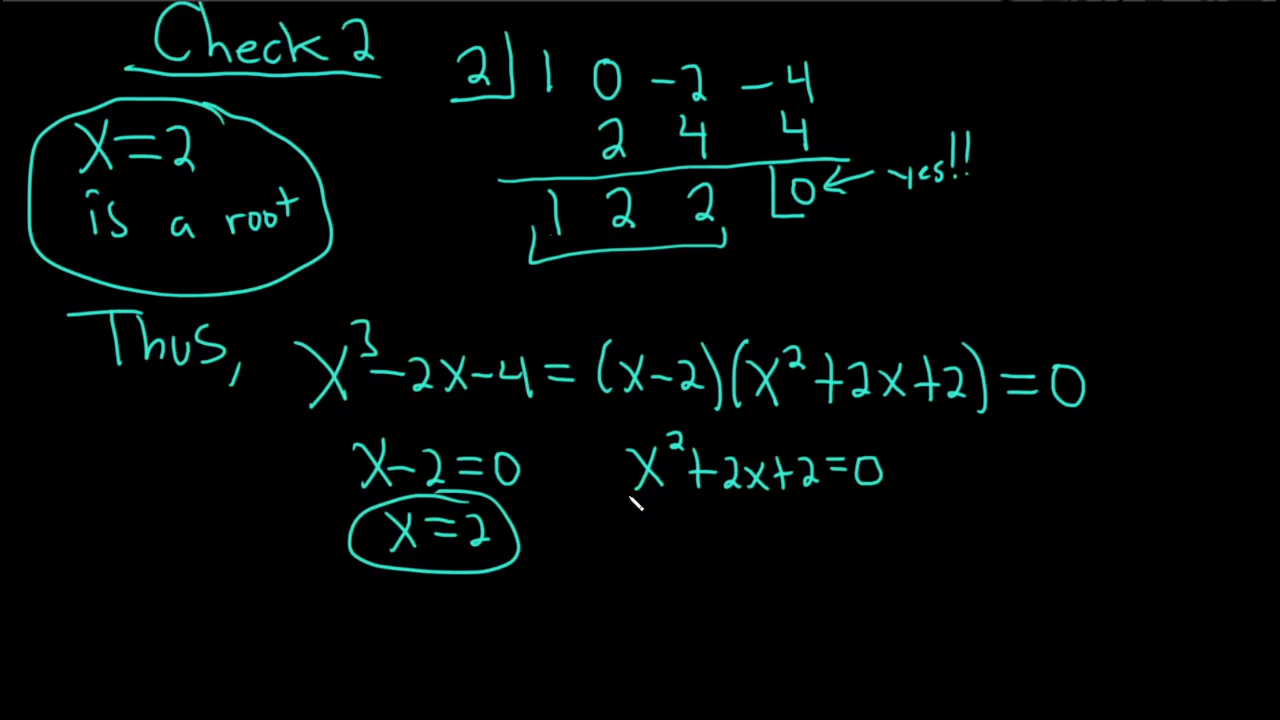 Check 2
2 | 1 0 -2 -4
2 4 4
1 2 2 | 0 ← yes!!
x=2
is a root
Thus, x³-2x-4=(x-2)(x²+2x+2)=0
x-2=0 x²+2x+2=0
x=2